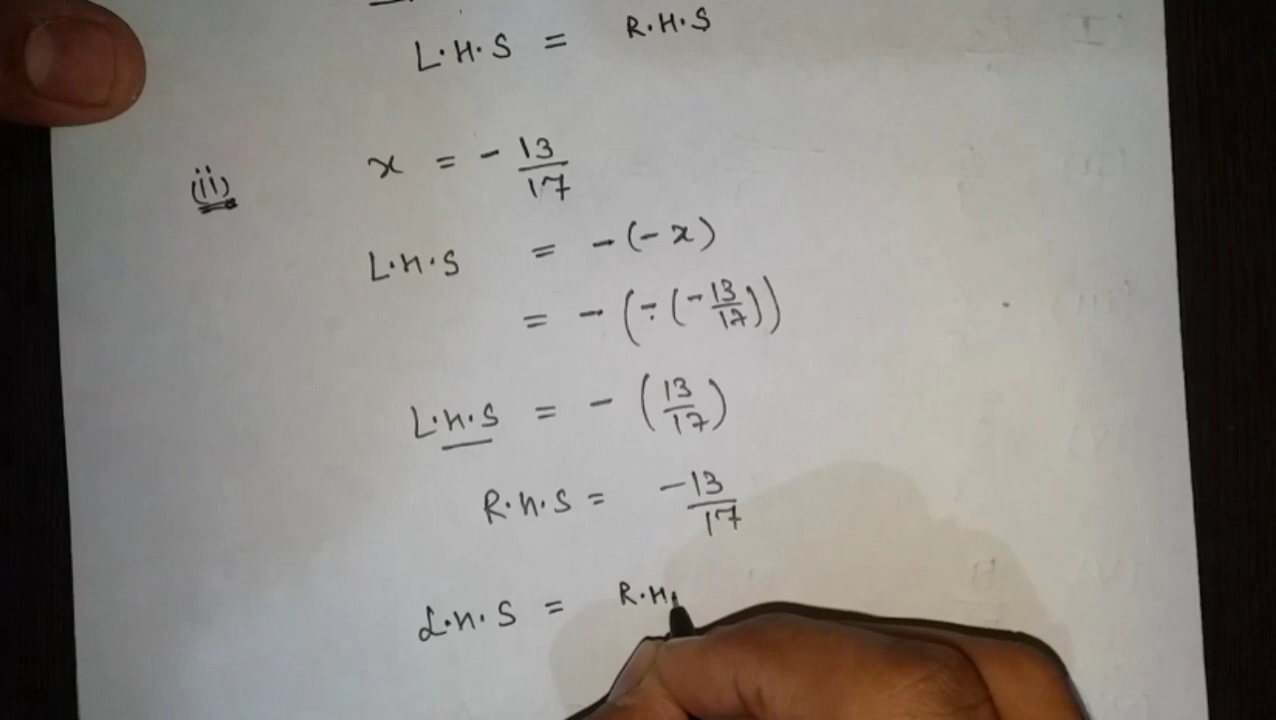 L.H.S = R.H.S
(ii) x = - 13/17
L.H.S = -(-x)
= -(-(-13/17))
L.H.S = -(13/17)
R.H.S = -13/17
L.H.S = R.H.